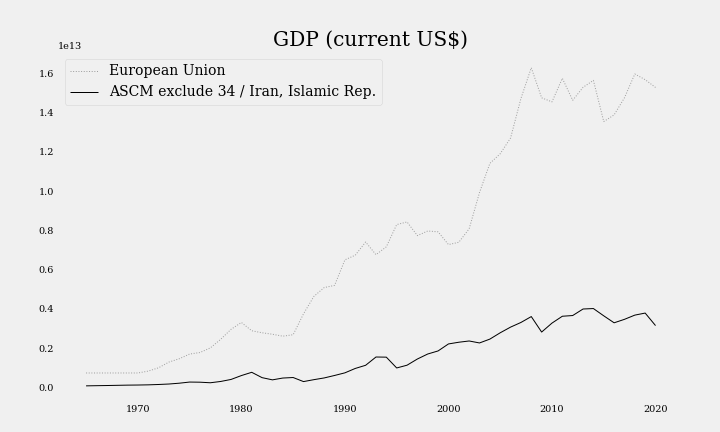 GDP (current US$)
1e13
European Union
ASCM exclude 34 / Iran, Islamic Rep.
1.6
1.4
1.2
1.0
0.8
0.6
0.4
0.2
0.0
1970 1980 1990 2000 2010 2020